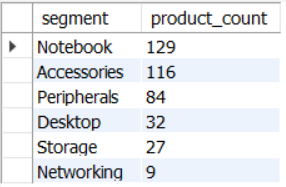 segment product_count
Notebook 129
Accessories 116
Peripherals 84
Desktop 32
Storage 27
Networking 9